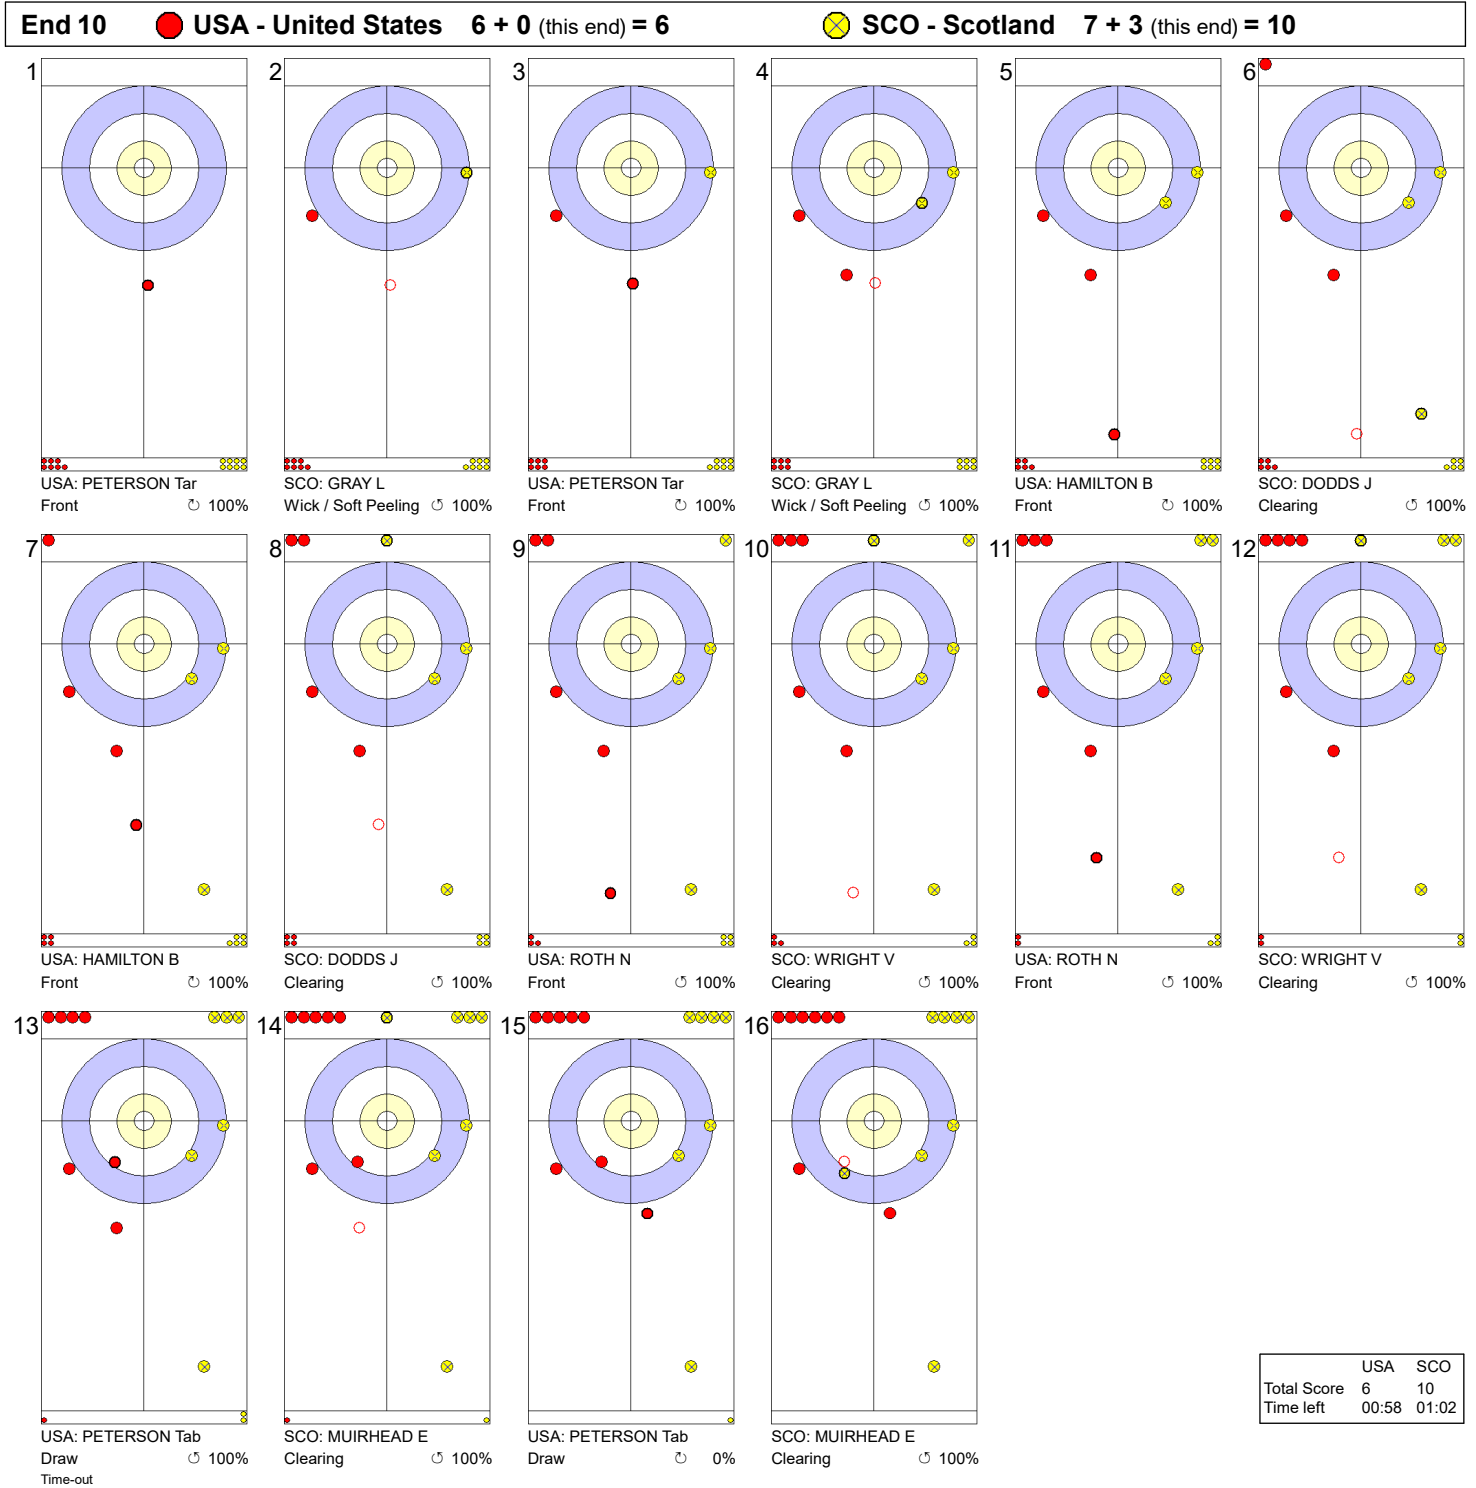 End 10 USA - United States 6 + 0 (this end) = 6 SCO - Scotland 7 + 3 (this end) = 10
1 2 3 4 5 6
USA: PETERSON Tar SCO: GRAY L USA: PETERSON Tar SCO: GRAY L USA: HAMILTON B SCO: DODDS J
Front ↻ 100% Wick / Soft Peeling ↺ 100% Front ↻ 100% Wick / Soft Peeling ↺ 100% Front ↻ 100% Clearing ↺ 100%
7 8 9 10 11 12
USA: HAMILTON B SCO: DODDS J USA: ROTH N SCO: WRIGHT V USA: ROTH N SCO: WRIGHT V
Front ↻ 100% Clearing ↺ 100% Front ↺ 100% Clearing ↺ 100% Front ↺ 100% Clearing ↺ 100%
13 14 15 16
USA: PETERSON Tab SCO: MUIRHEAD E USA: PETERSON Tab SCO: MUIRHEAD E
Draw ↺ 100% Clearing ↺ 100% Draw ↻ 0% Clearing ↺ 100%
Time-out
USA SCO
Total Score 6 10
Time left 00:58 01:02